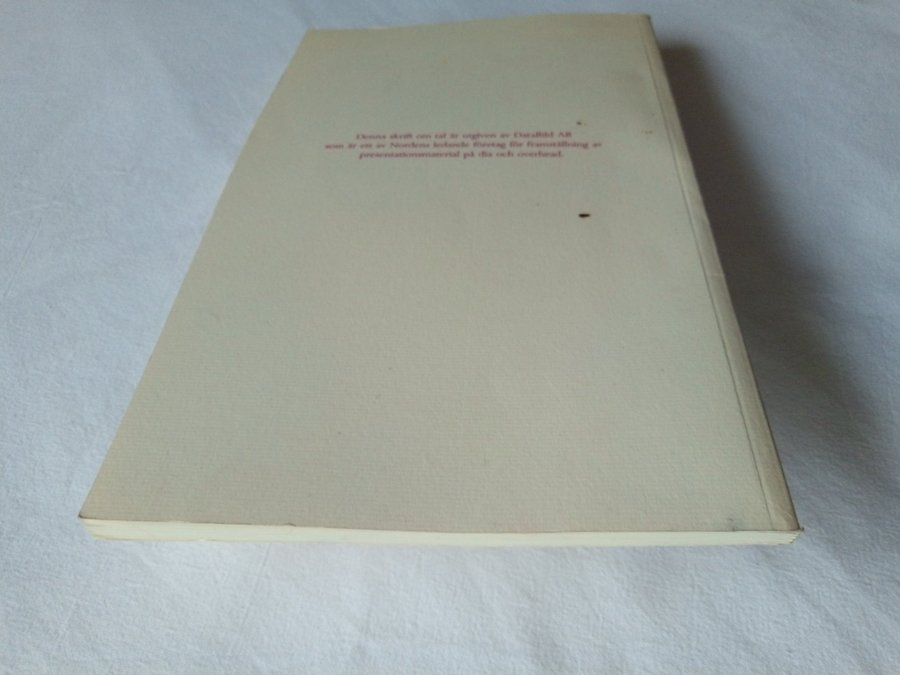 Denna skrift om tal är utgiven av DataBild AB
som är ett av Nordens ledande företag för framställning av
presentationsmaterial på dia och overhead.